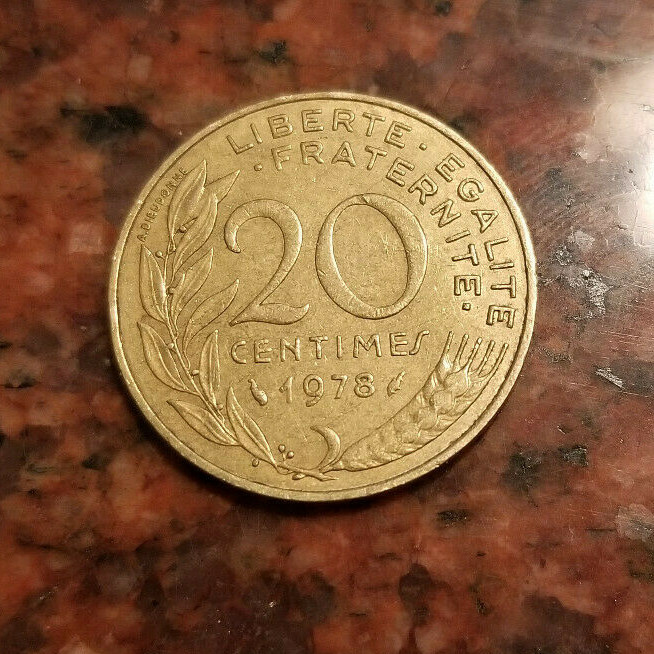 LIBERTE · EGALITE
· FRATERNITE ·
A.DIEUDONNE
20
CENTIMES
1978